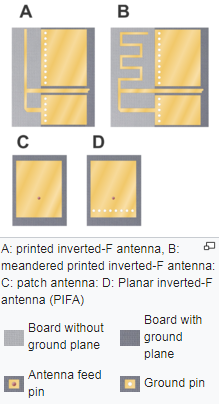 A
B
C
D
A: printed inverted-F antenna, B:
meandered printed inverted-F antenna:
C: patch antenna: D: Planar inverted-F
antenna (PIFA)
Board without
ground plane
Board with
ground
plane
Antenna feed
pin
Ground pin